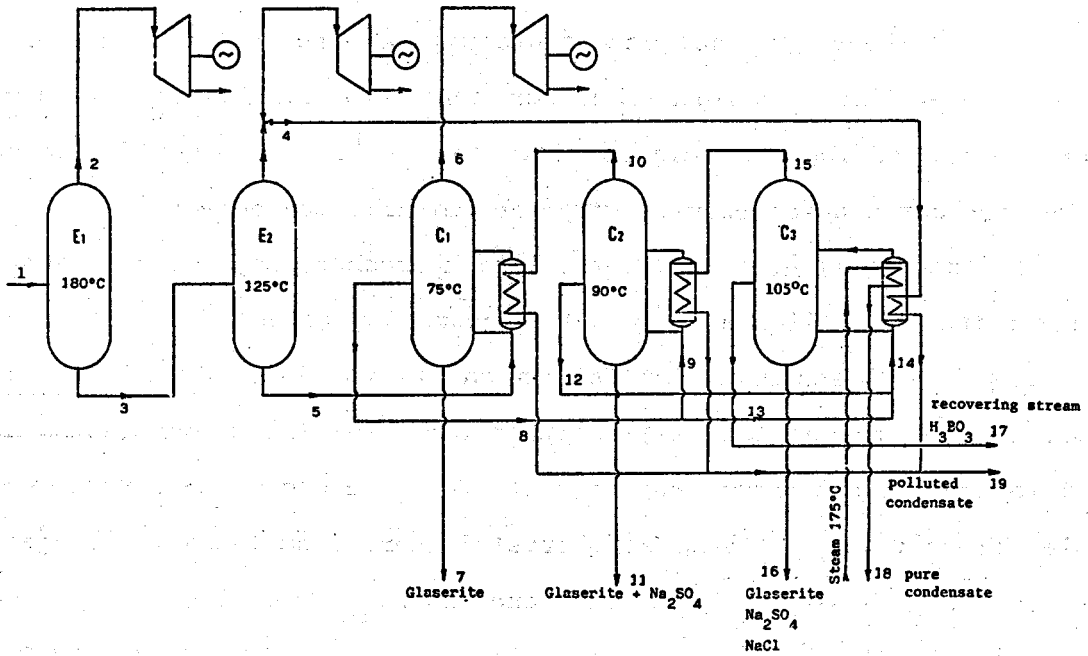 2
4
6
10
15
E1
180°C
E2
125°C
C1
75°C
C2
90°C
C3
105°C
1
3
5
12
9
14
8
13
recovering stream
H3BO3 17
polluted condensate
19
Steam 175°C
7
Glaserite
11
Glaserite + Na2SO4
16
Glaserite
Na2SO4
NaCl
18 pure
condensate
~
~
~